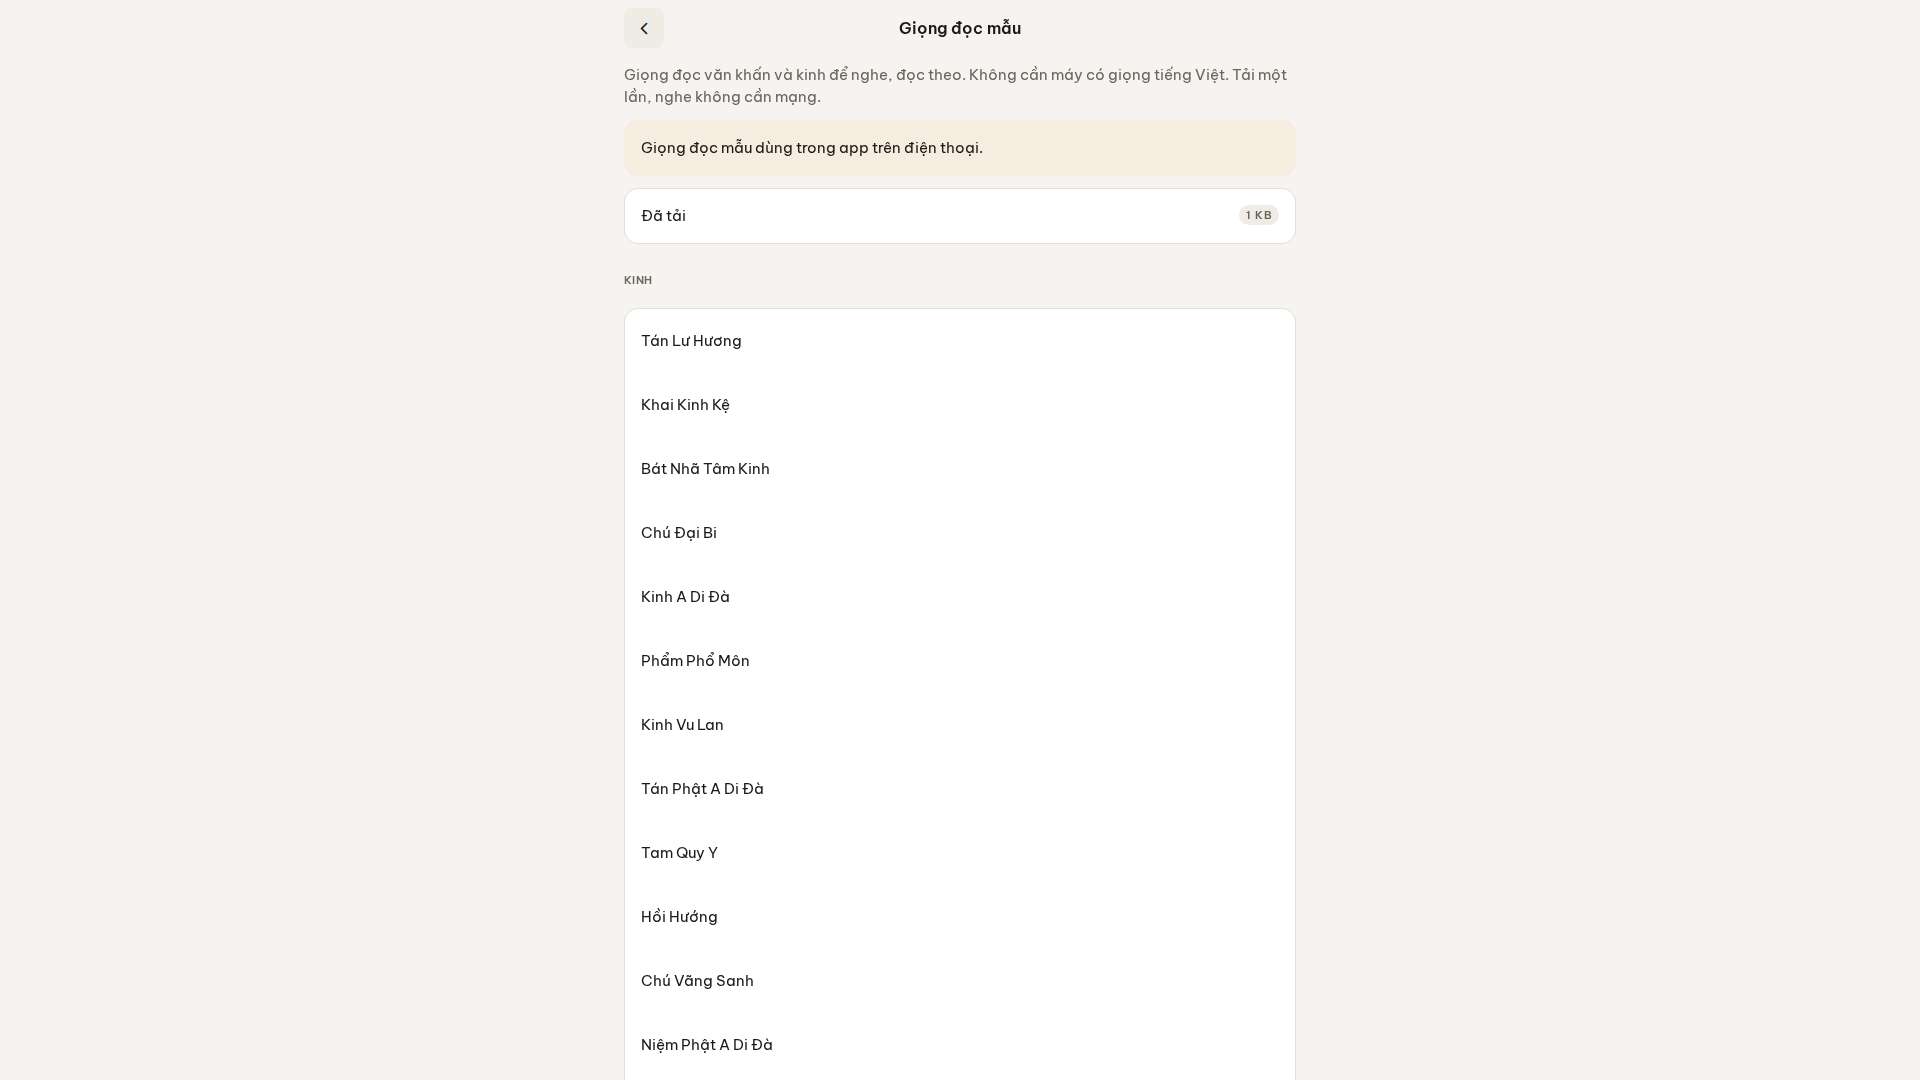 Giọng đọc mẫu
Giọng đọc văn khấn và kinh để nghe, đọc theo. Không cần máy có giọng tiếng Việt. Tải một
lần, nghe không cần mạng.
Giọng đọc mẫu dùng trong app trên điện thoại.
Đã tải
1 KB
KINH
Tán Lư Hương
Khai Kinh Kệ
Bát Nhã Tâm Kinh
Chú Đại Bi
Kinh A Di Đà
Phẩm Phổ Môn
Kinh Vu Lan
Tán Phật A Di Đà
Tam Quy Y
Hồi Hướng
Chú Vãng Sanh
Niệm Phật A Di Đà